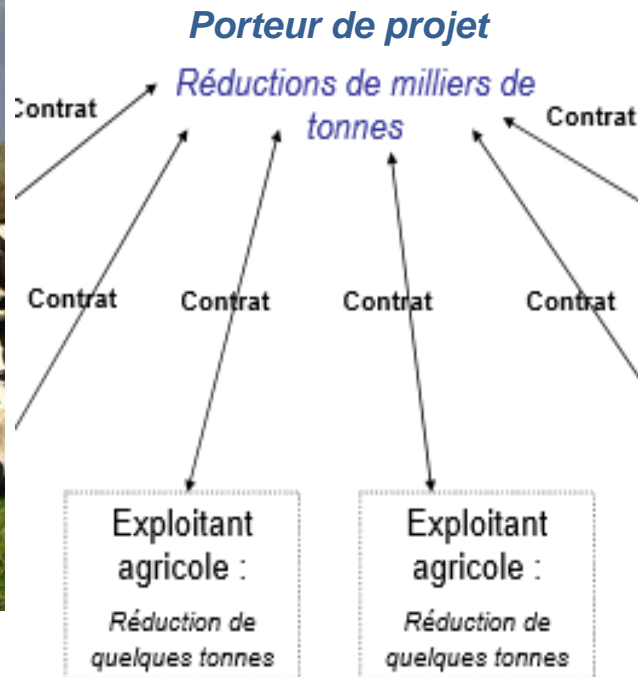 Porteur de projet
Réductions de milliers de
tonnes
Contrat
Contrat
Contrat
Contrat
Contrat
Contrat
Exploitant
agricole :
Réduction de
quelques tonnes
Exploitant
agricole :
Réduction de
quelques tonnes